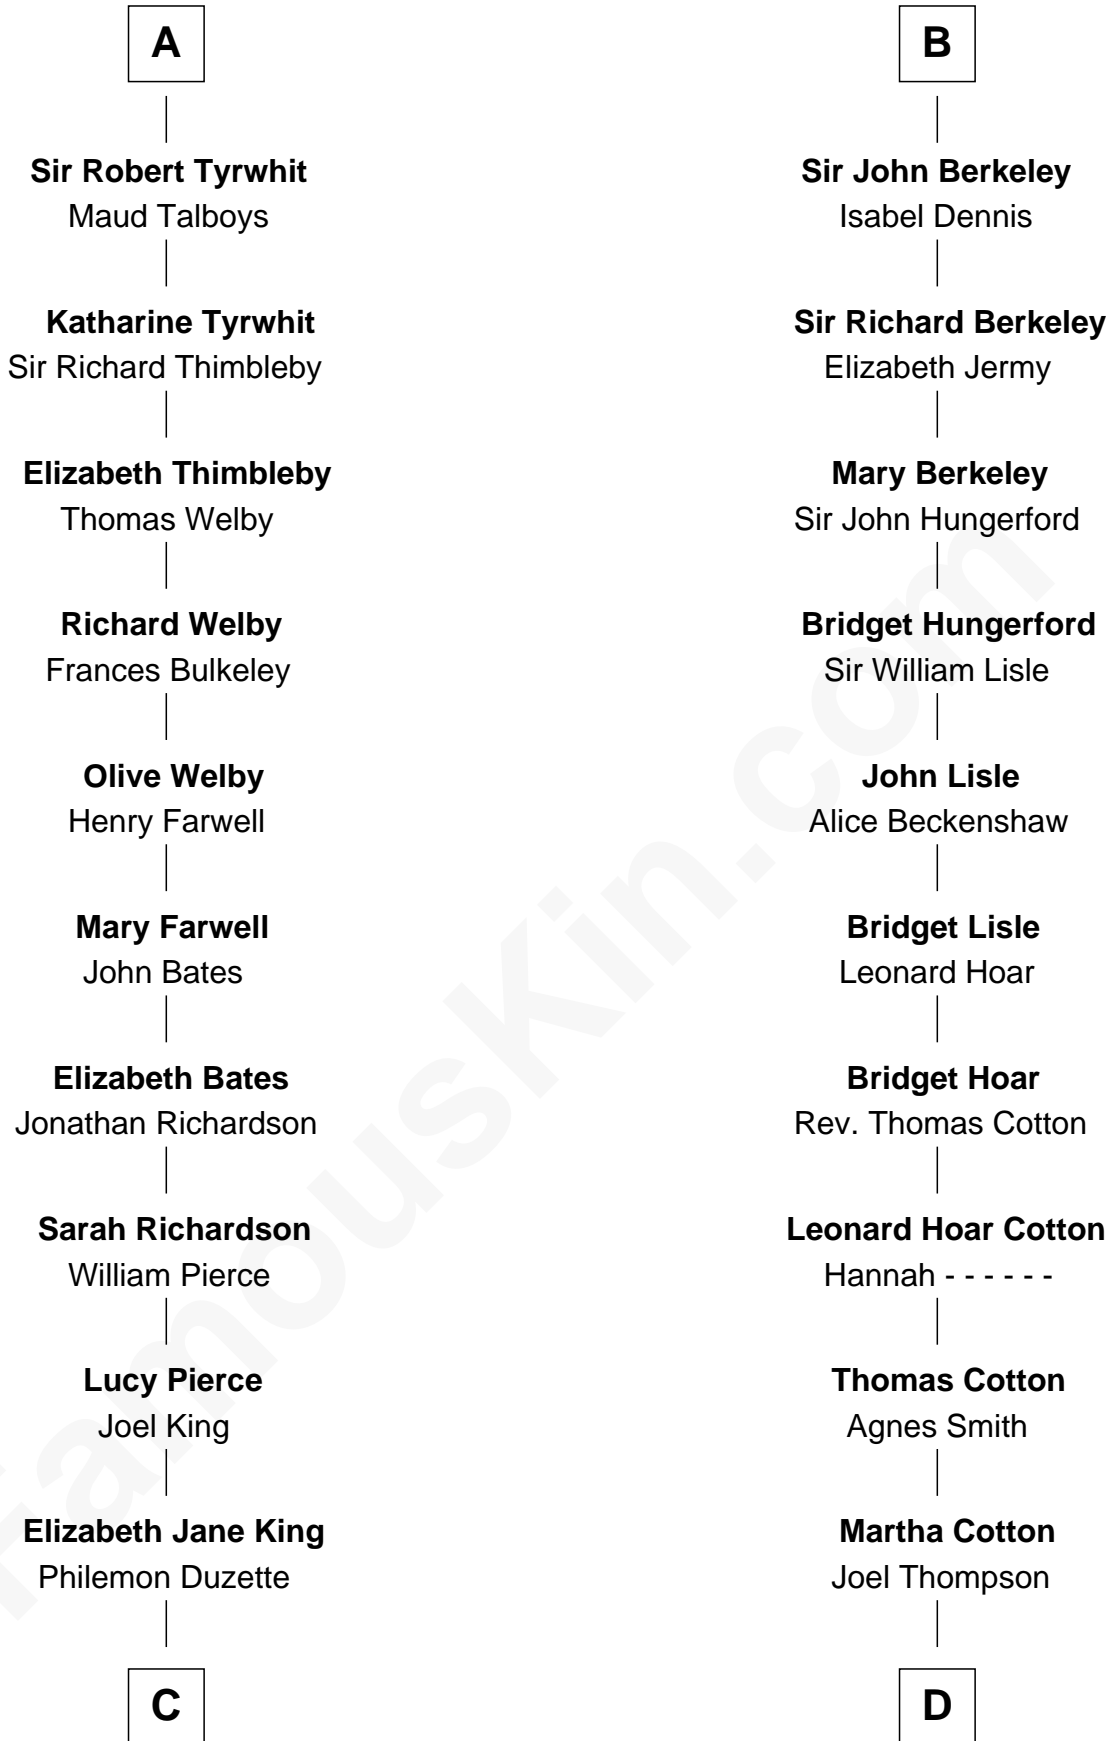 A
Sir Robert Tyrwhit
Maud Talboys
Katharine Tyrwhit
Sir Richard Thimbleby
Elizabeth Thimbleby
Thomas Welby
Richard Welby
Frances Bulkeley
Olive Welby
Henry Farwell
Mary Farwell
John Bates
Elizabeth Bates
Jonathan Richardson
Sarah Richardson
William Pierce
Lucy Pierce
Joel King
Elizabeth Jane King
Philemon Duzette
C
B
Sir John Berkeley
Isabel Dennis
Sir Richard Berkeley
Elizabeth Jermy
Mary Berkeley
Sir John Hungerford
Bridget Hungerford
Sir William Lisle
John Lisle
Alice Beckenshaw
Bridget Lisle
Leonard Hoar
Bridget Hoar
Rev. Thomas Cotton
Leonard Hoar Cotton
Hannah - - - - - -
Thomas Cotton
Agnes Smith
Martha Cotton
Joel Thompson
D
FamousKin.com